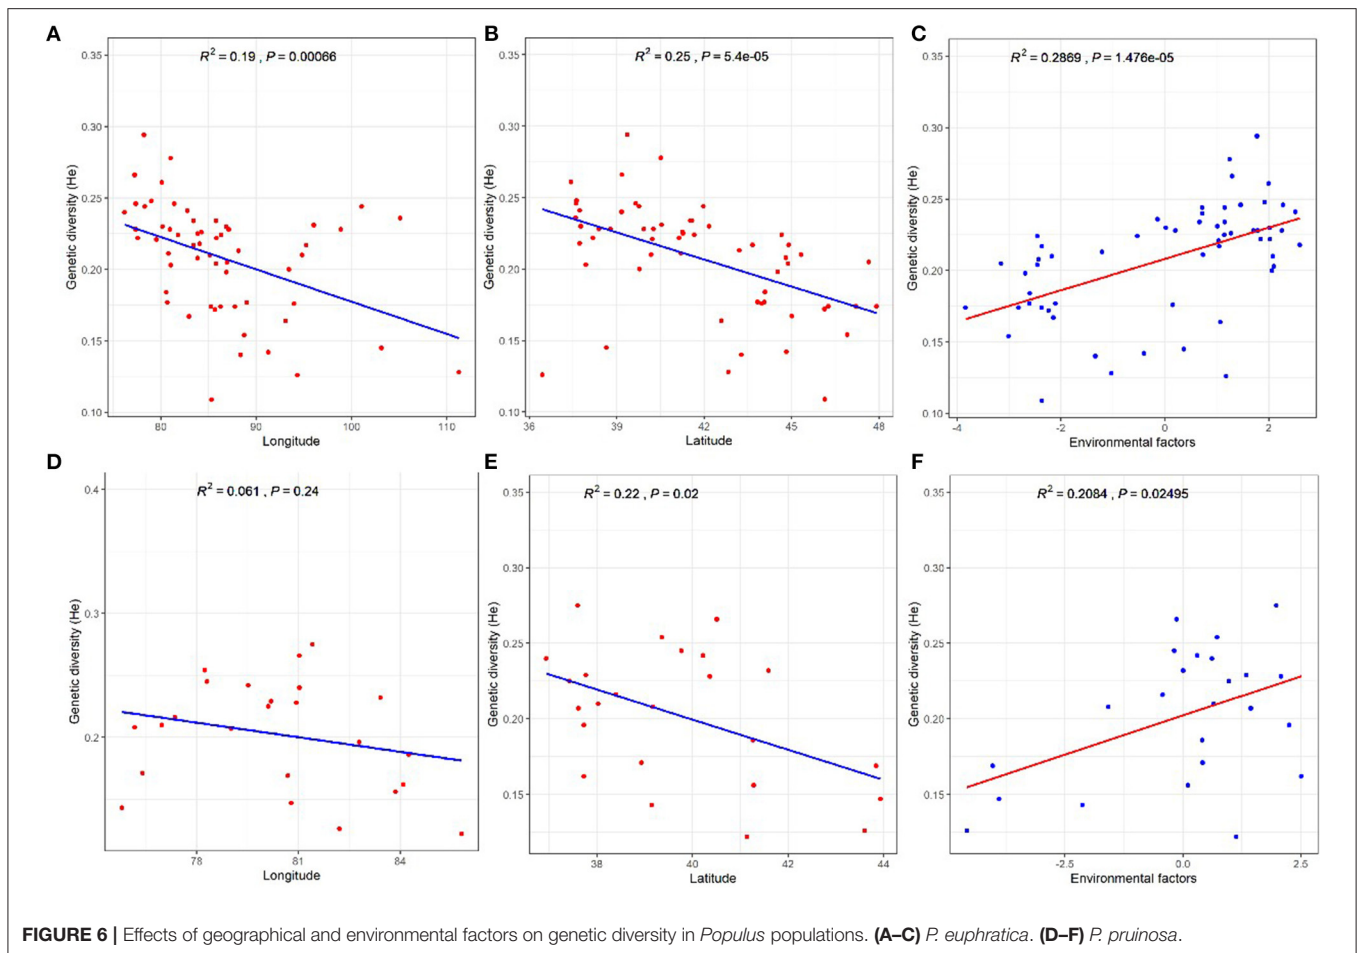 A
R² = 0.19 , P = 0.00066
Genetic diversity (He)
0.35
0.30
0.25
0.20
0.15
0.10
80 90 100 110
Longitude
B
R² = 0.25 , P = 5.4e-05
Genetic diversity (He)
0.35
0.30
0.25
0.20
0.15
0.10
36 39 42 45 48
Latitude
C
R² = 0.2869 , P = 1.476e-05
Genetic diversity (He)
0.35
0.30
0.25
0.20
0.15
0.10
-4 -2 0 2
Environmental factors
D
R² = 0.061 , P = 0.24
Genetic diversity (He)
0.4
0.3
0.2
78 81 84
Longitude
E
R² = 0.22 , P = 0.02
Genetic diversity (He)
0.35
0.30
0.25
0.20
0.15
38 40 42 44
Latitude
F
R² = 0.2084 , P = 0.02495
Genetic diversity (He)
0.35
0.30
0.25
0.20
0.15
-2.5 0.0 2.5
Environmental factors
FIGURE 6 | Effects of geographical and environmental factors on genetic diversity in Populus populations. (A–C) P. euphratica. (D–F) P. pruinosa.